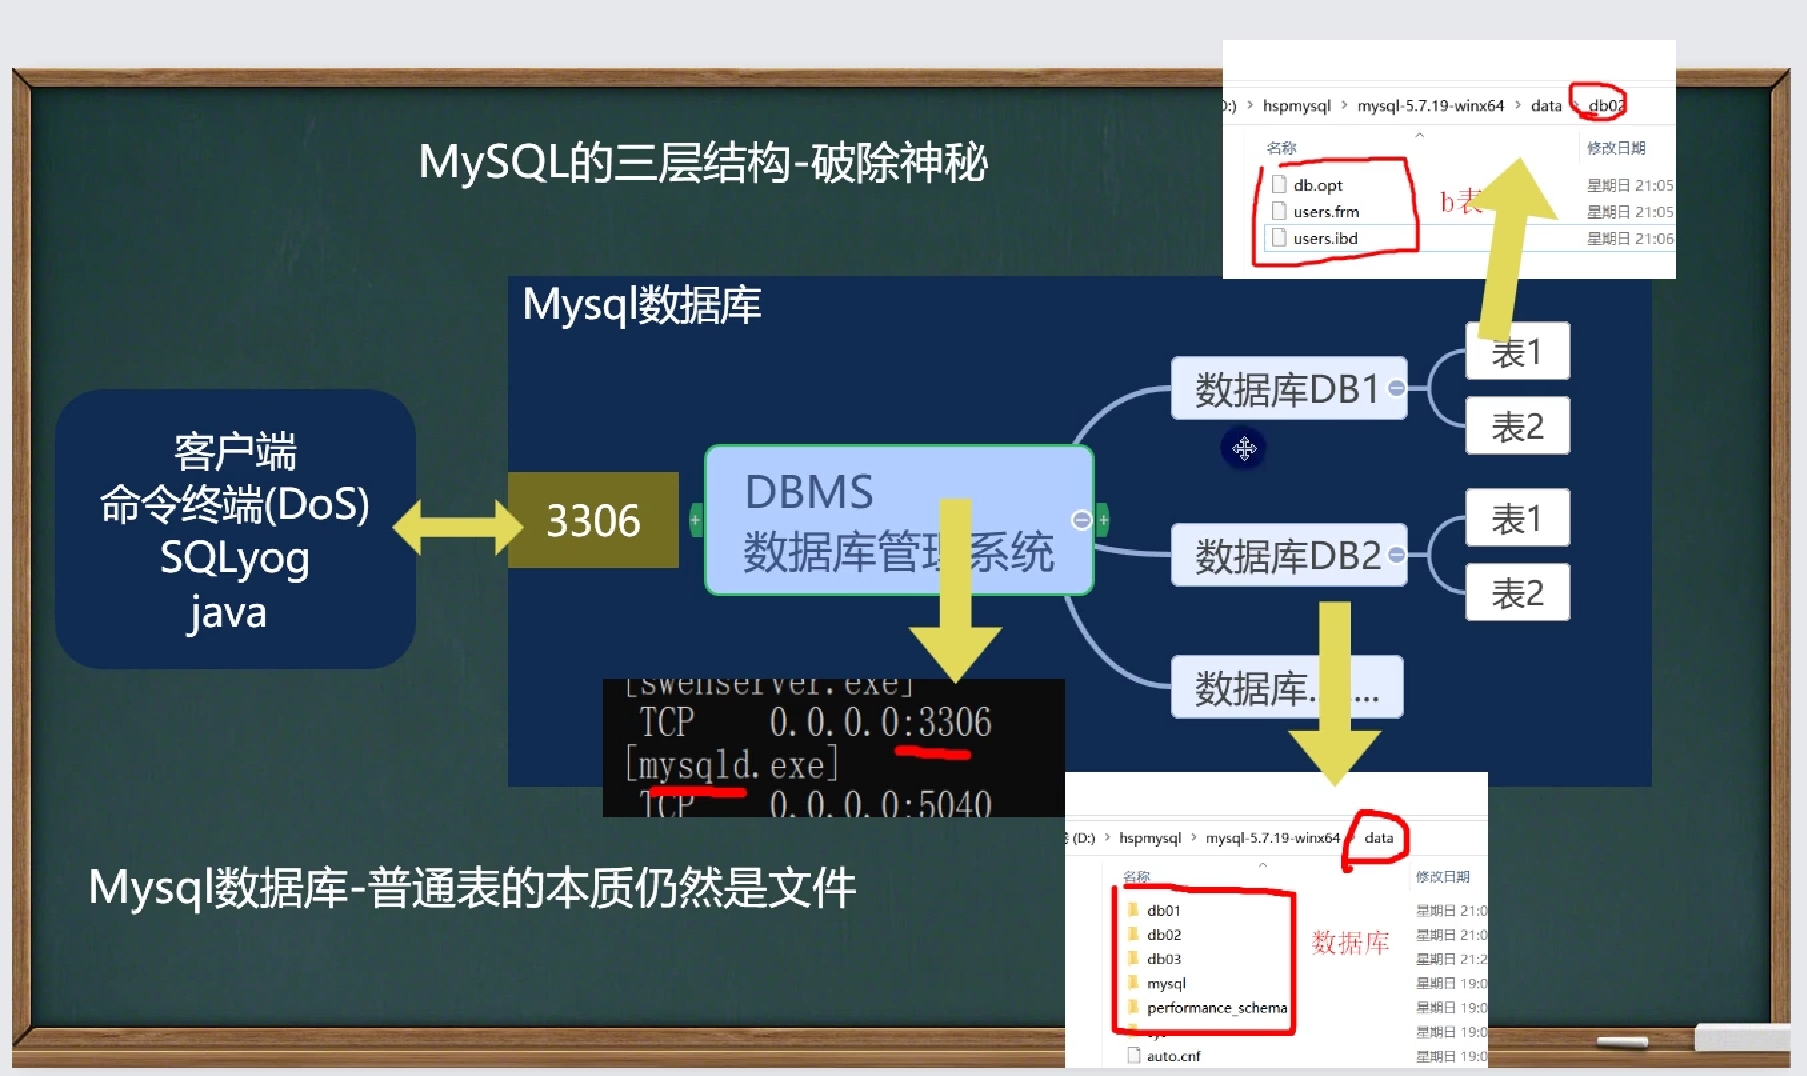 MySQL的三层结构-破除神秘
hspmysql > mysql-5.7.19-winx64 > data > db02
名称 修改日期
db.opt 星期日 21:05
users.frm 星期日 21:05
users.ibd 星期日 21:06
b表
Mysql数据库
客户端
命令终端(DoS)
SQLyog
java
3306
DBMS
数据库管理系统
数据库DB1
表1
表2
数据库DB2
表1
表2
数据库......
[swenserver.exe]
TCP 0.0.0.0:3306
[mysqld.exe]
TCP 0.0.0.0:5040
Mysql数据库-普通表的本质仍然是文件
(D:) > hspmysql > mysql-5.7.19-winx64 > data
名称 修改日期
db01 星期日 21:0
db02 星期日 21:0
db03 星期日 21:2
mysql 星期日 19:0
performance_schema 星期日 19:0
星期日 19:0
auto.cnf 星期日 19:0
数据库